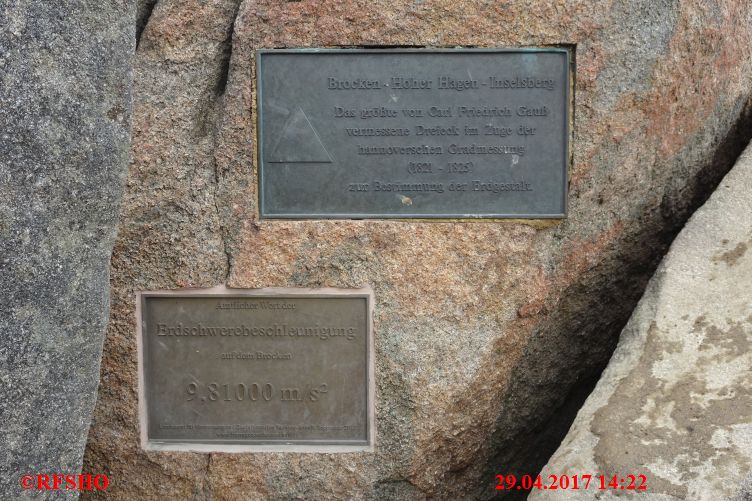 Brocken - Hoher Hagen - Inselsberg
Das größte von Carl Friedrich Gauß
vermessene Dreieck im Zuge der
hannoverschen Gradmessung
(1821 - 1825)
zur Bestimmung der Erdgestalt.
Amtlicher Wert der
Erdschwerebeschleunigung
auf dem Brocken
9,81000 m/s²
©RFSHO
29.04.2017 14:22